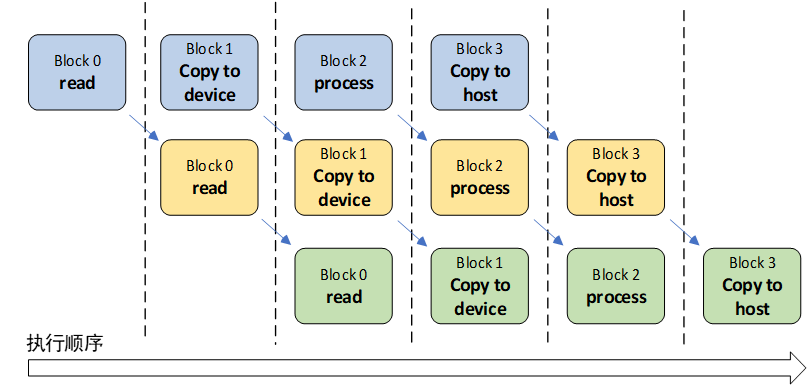 Block 0
read
Block 1
Copy to
device
Block 2
process
Block 3
Copy to
host
Block 0
read
Block 1
Copy to
device
Block 2
process
Block 3
Copy to
host
Block 0
read
Block 1
Copy to
device
Block 2
process
Block 3
Copy to
host
执行顺序